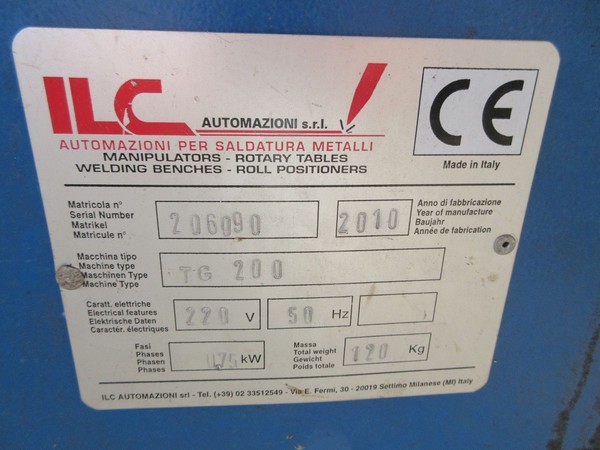 ILC AUTOMAZIONI s.r.l.
AUTOMAZIONI PER SALDATURA METALLI
MANIPULATORS - ROTARY TABLES
WELDING BENCHES - ROLL POSITIONERS
CE
Made in Italy
Matricola n°
Serial Number
Matrikel
Matricule n°
206090
2010
Anno di fabbricazione
Year of manufacture
Baujahr
Année de fabrication
Macchina tipo
Machine type
Maschinen Type
Machine Type
TG 200
Caratt. elettriche
Electrical features
Elektrische Daten
Caractér. électriques
220 V
50 Hz
Fasi
Phases
Phasen
Phases
kW
Massa
Total weight
Gewicht
Poids totale
120 Kg
ILC AUTOMAZIONI srl - Tel. (+39) 02 33512549 - Via E. Fermi, 30 - 20019 Settimo Milanese (MI) Italy